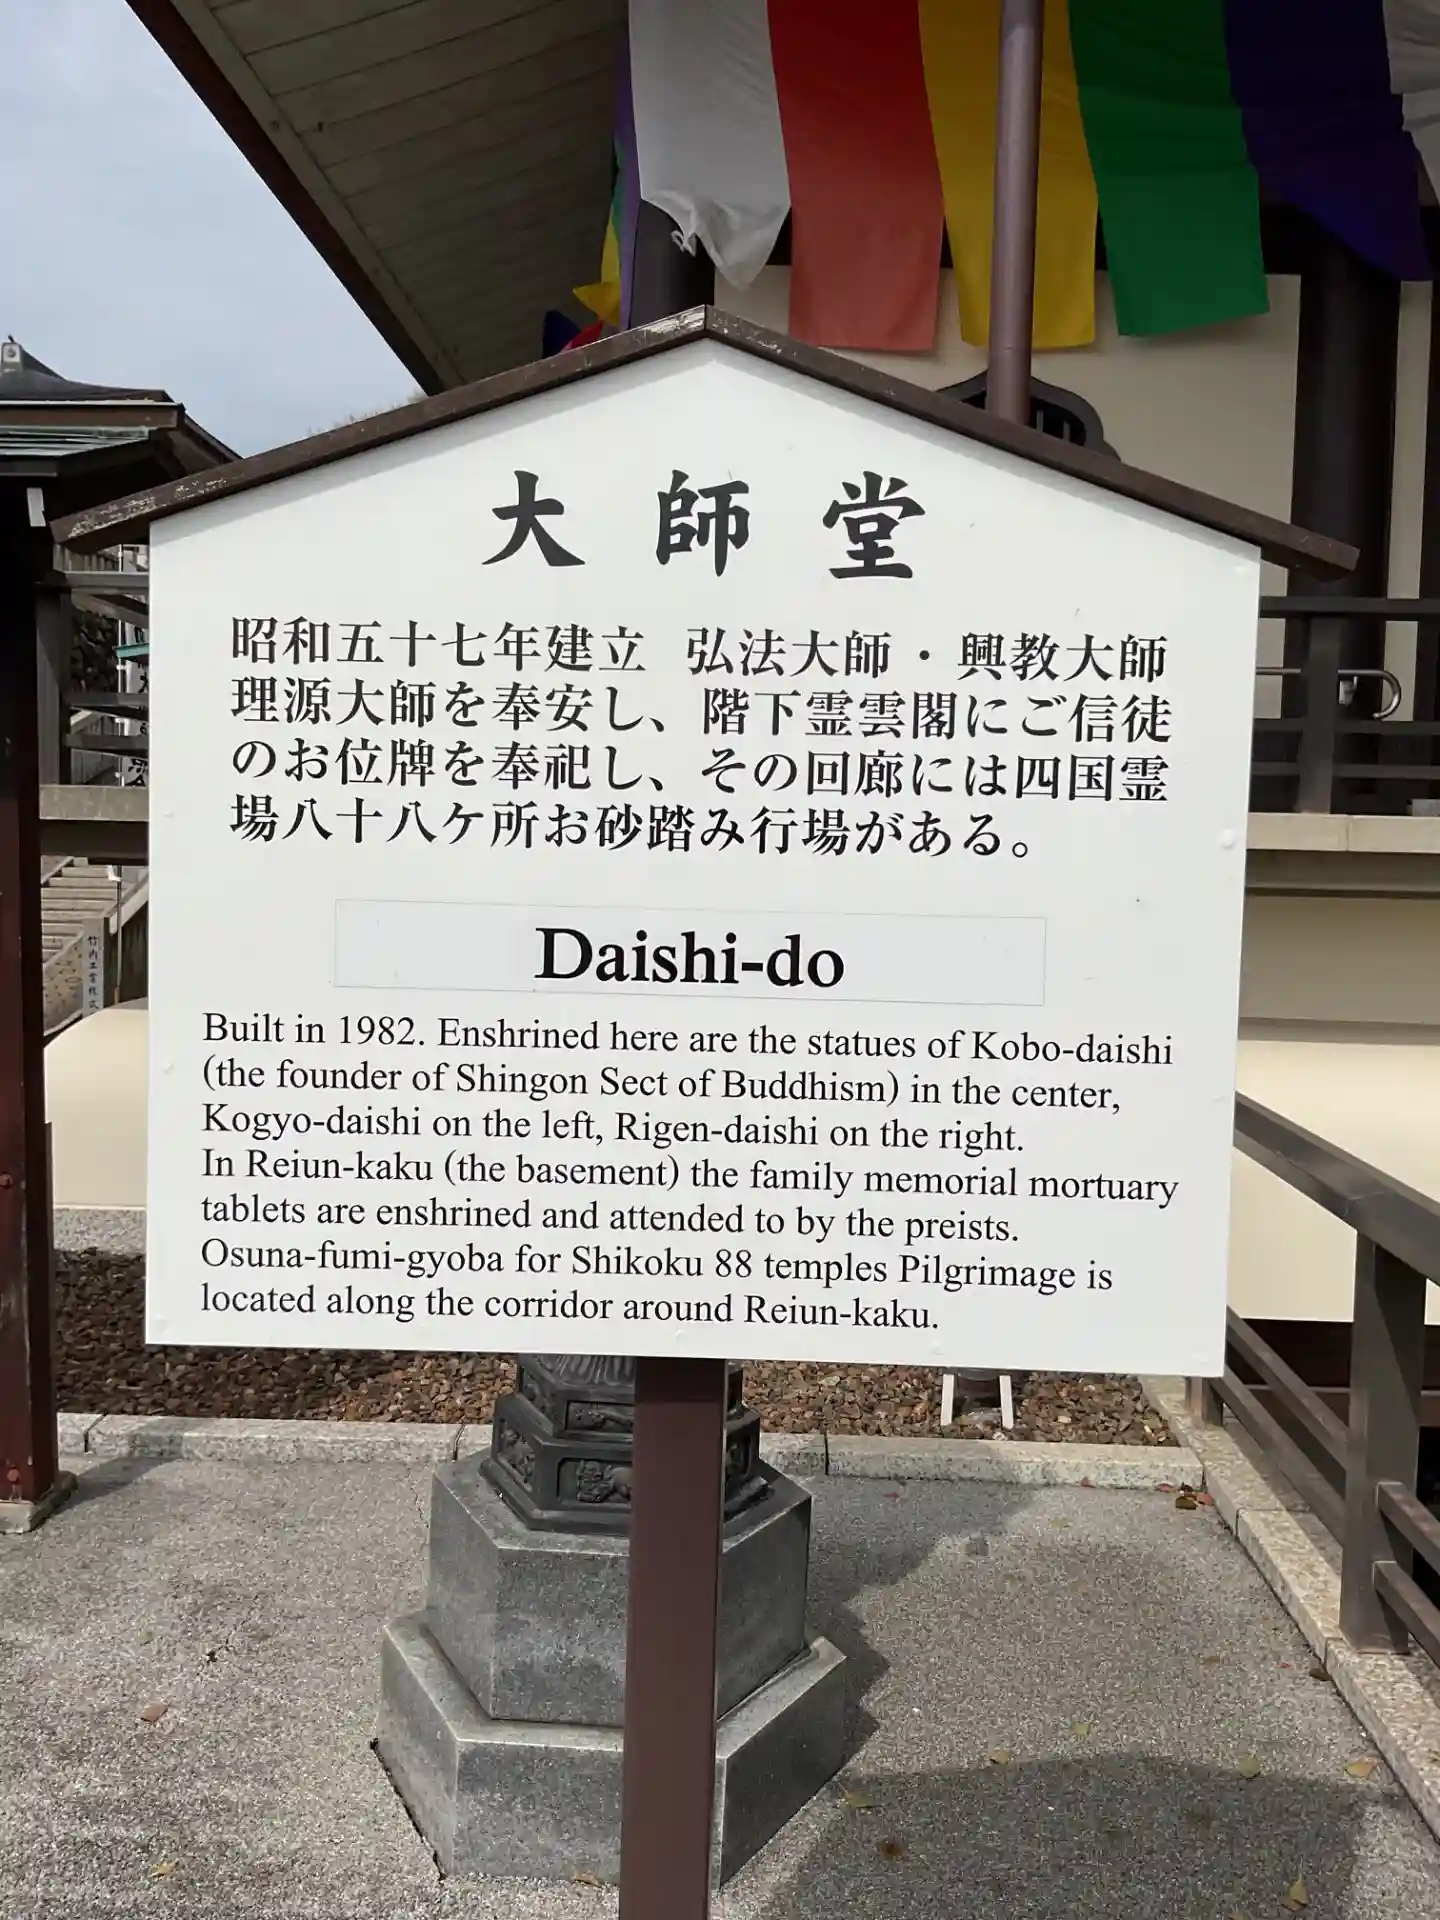 大師堂
昭和五十七年建立 弘法大師・興教大師
理源大師を奉安し、階下霊雲閣にご信徒
のお位牌を奉祀し、その回廊には四国霊
場八十八ケ所お砂踏み行場がある。
Daishi-do
Built in 1982. Enshrined here are the statues of Kobo-daishi
(the founder of Shingon Sect of Buddhism) in the center,
Kogyo-daishi on the left, Rigen-daishi on the right.
In Reiun-kaku (the basement) the family memorial mortuary
tablets are enshrined and attended to by the preists.
Osuna-fumi-gyoba for Shikoku 88 temples Pilgrimage is
located along the corridor around Reiun-kaku.